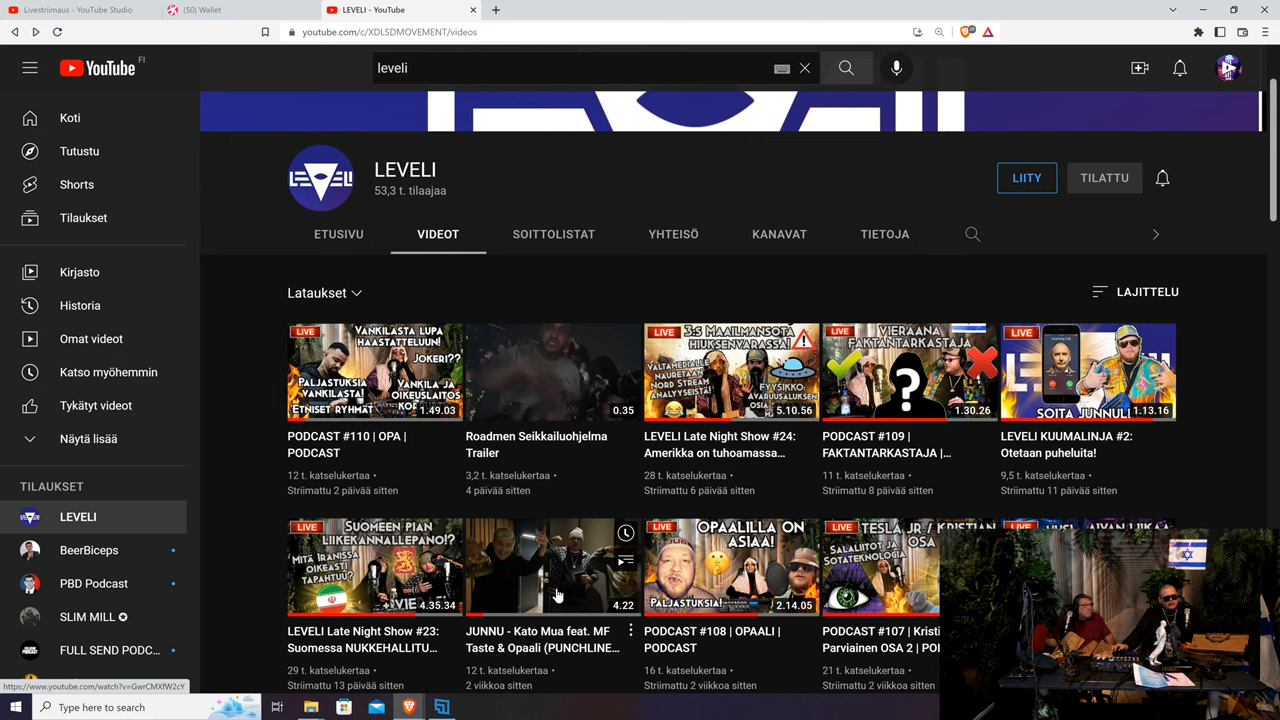 Livestriimaus - YouTube Studio
(50) Wallet
LEVELI - YouTube
youtube.com/c/XDLSDMOVEMENT/videos
YouTube FI
leveli
Koti
Tutustu
Shorts
Tilaukset
Kirjasto
Historia
Omat videot
Katso myöhemmin
Tykätyt videot
Näytä lisää
TILAUKSET
LEVELI
BeerBiceps
PBD Podcast
SLIM MILL
FULL SEND PODC...
LEVELI
LEVELI
53,3 t. tilaajaa
LIITY
TILATTU
ETUSIVU
VIDEOT
SOITTOLISTAT
YHTEISÖ
KANAVAT
TIETOJA
Lataukset
LAJITTELU
LIVE
VANKILASTA LUPA
HAASTATTELUUN!
JOKERI??
PALJASTUKSIA
VANKILASTA!
ETNISET RYHMÄT
VANKILA JA
OIKEUSLAITOS
1.49.03
PODCAST #110 | OPA |
PODCAST
12 t. katselukertaa •
Striimattu 2 päivää sitten
0.35
Roadmen Seikkailuohjelma
Trailer
3,2 t. katselukertaa •
4 päivää sitten
LIVE
3:S MAAILMANSOTA
HIUKSENVARASSA!
VALTAMEDIALLE
NAURETAAN
NORD STREAM
ANALYYSEISTÄ!
FYYSIKKO:
AVARUUSALUKSEN
OSIA
5.10.56
LEVELI Late Night Show #24:
Amerikka on tuhoamassa...
28 t. katselukertaa •
Striimattu 6 päivää sitten
LIVE
VIERAANA
FAKTANTARKASTAJA
?
1.30.26
PODCAST #109 |
FAKTANTARKASTAJA |...
11 t. katselukertaa •
Striimattu 8 päivää sitten
LIVE
SOITA JUNNUL
1.13.16
LEVELI KUUMALINJA #2:
Otetaan puheluita!
9,5 t. katselukertaa •
Striimattu 11 päivää sitten
LIVE
SUOMEEN PIAN
LIIKEKANNALLEPANO!?
MITÄ IRANISSA
OIKEASTI
TAPAHTUU?
4.35.34
LEVELI Late Night Show #23:
Suomessa NUKKEHALLITU...
29 t. katselukertaa •
Striimattu 13 päivää sitten
4.22
JUNNU - Kato Mua feat. MF
Taste & Opaali (PUNCHLINE...
12 t. katselukertaa •
2 viikkoa sitten
LIVE
OPAALILLA ON
ASIAA!
PALJASTUKSIA!
2.14.05
PODCAST #108 | OPAALI |
PODCAST
16 t. katselukertaa •
Striimattu 2 viikkoa sitten
LIVE
TESLA JR
SALALIITOT JA
SOTATEKNOLOGIA
OSA
PODCAST #107 | Kristi
Parviainen OSA 2 | PO
21 t. katselukertaa •
Striimattu 2 viikkoa
https://www.youtube.com/watch?v=GwrCMXfW2cY
Type here to search